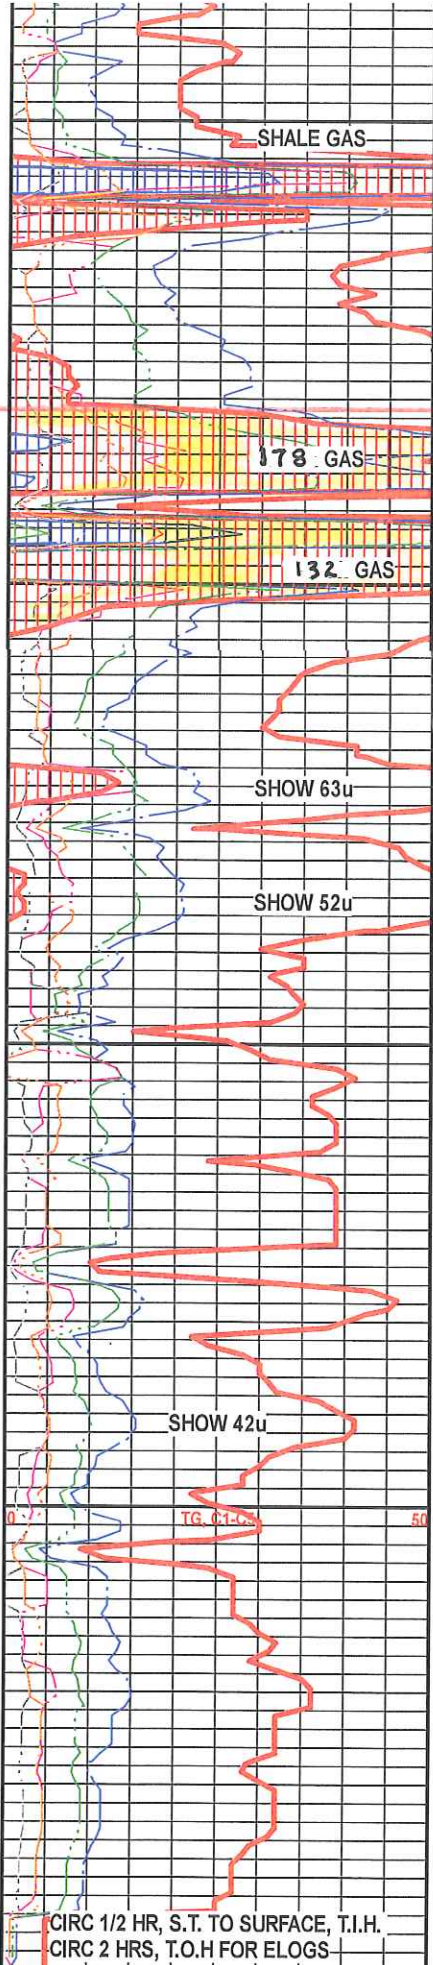 SHALE GAS
178 GAS
132 GAS
SHOW 63u
SHOW 52u
SHOW 42u
0 TG, C1-C5 50
CIRC 1/2 HR, S.T. TO SURFACE, T.I.H.
CIRC 2 HRS, T.O.H FOR ELOGS